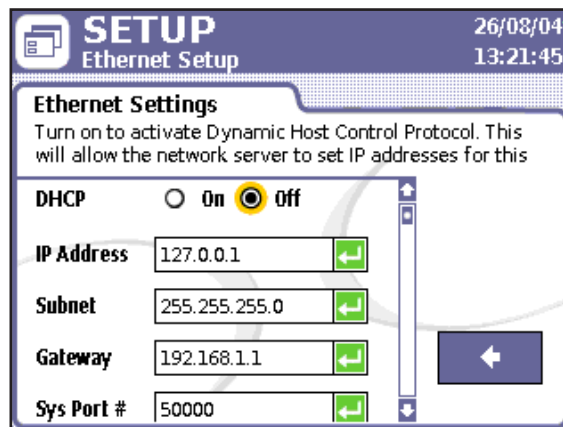 SETUP
26/08/04
Ethernet Setup
13:21:45
Ethernet Settings
Turn on to activate Dynamic Host Control Protocol. This
will allow the network server to set IP addresses for this
DHCP On Off
IP Address 127.0.0.1
Subnet 255.255.255.0
Gateway 192.168.1.1
Sys Port # 50000